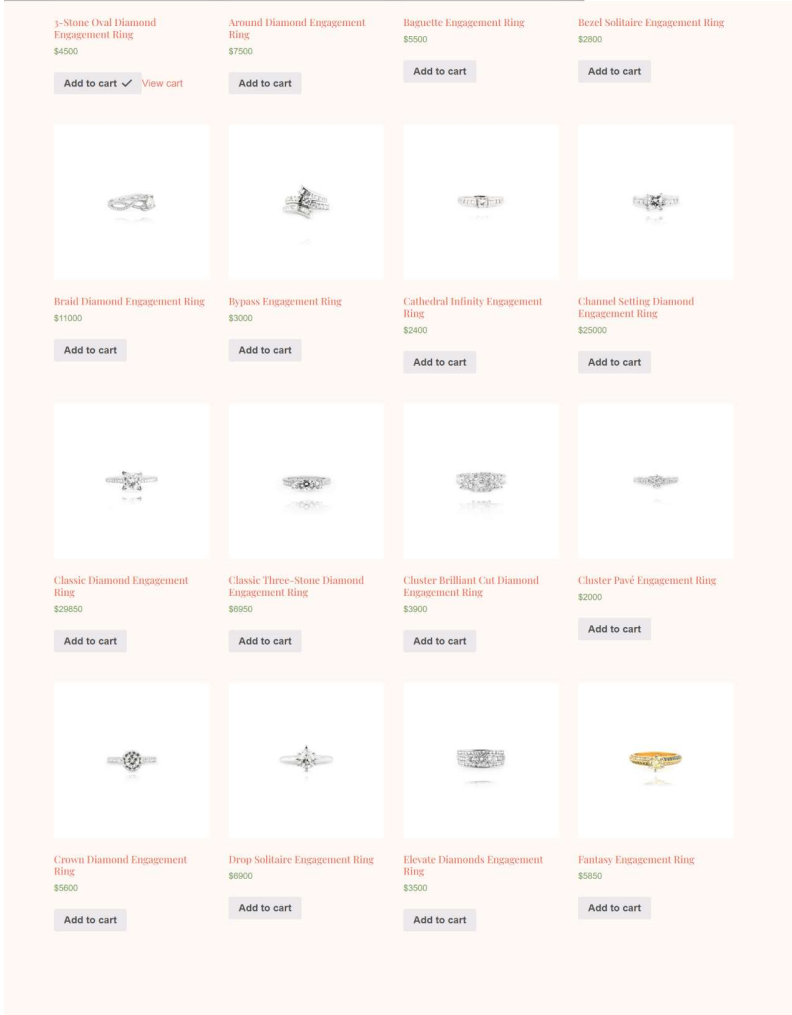 3-Stone Oval Diamond
Engagement Ring
$4500
Add to cart ✓ View cart
Around Diamond Engagement
Ring
$7500
Add to cart
Baguette Engagement Ring
$5500
Add to cart
Bezel Solitaire Engagement Ring
$2800
Add to cart
Braid Diamond Engagement Ring
$11000
Add to cart
Bypass Engagement Ring
$3000
Add to cart
Cathedral Infinity Engagement
Ring
$2400
Add to cart
Channel Setting Diamond
Engagement Ring
$25000
Add to cart
Classic Diamond Engagement
Ring
$29850
Add to cart
Classic Three-Stone Diamond
Engagement Ring
$6950
Add to cart
Cluster Brilliant Cut Diamond
Engagement Ring
$3900
Add to cart
Cluster Pavé Engagement Ring
$2000
Add to cart
Crown Diamond Engagement
Ring
$5600
Add to cart
Drop Solitaire Engagement Ring
$6900
Add to cart
Elevate Diamonds Engagement
Ring
$3500
Add to cart
Fantasy Engagement Ring
$5850
Add to cart